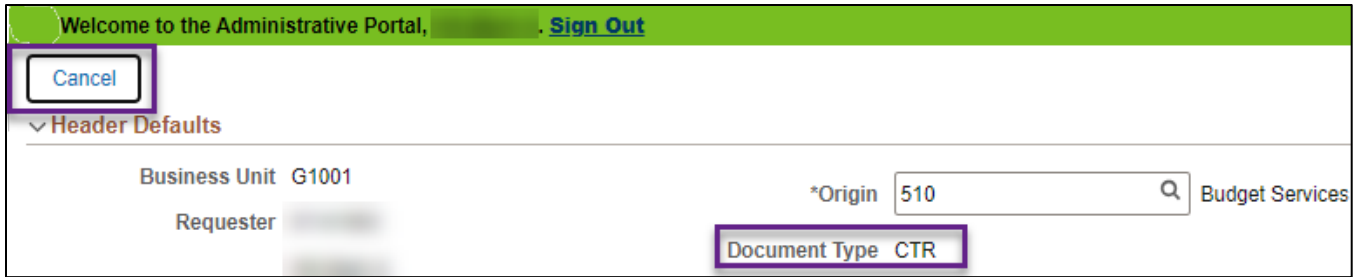 Welcome to the Administrative Portal, . Sign Out
Cancel
Header Defaults
Business Unit G1001
*Origin 510 Budget Services
Requester
Document Type CTR